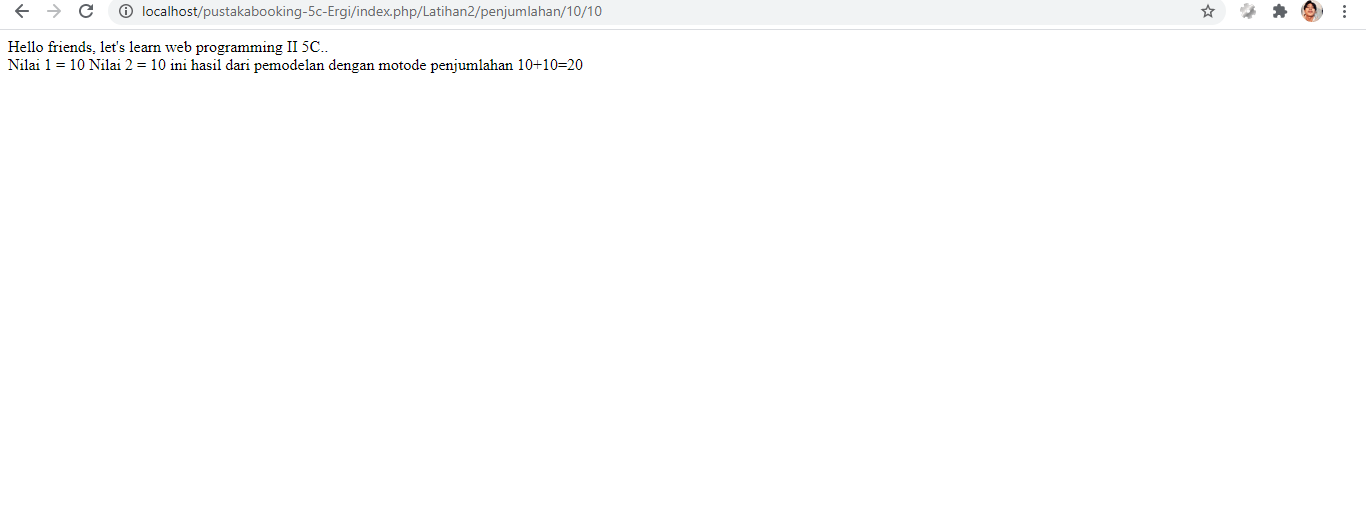 localhost/pustakabooking-5c-Ergi/index.php/Latihan2/penjumlahan/10/10
Hello friends, let's learn web programming II 5C..
Nilai 1 = 10 Nilai 2 = 10 ini hasil dari pemodelan dengan motode penjumlahan 10+10=20